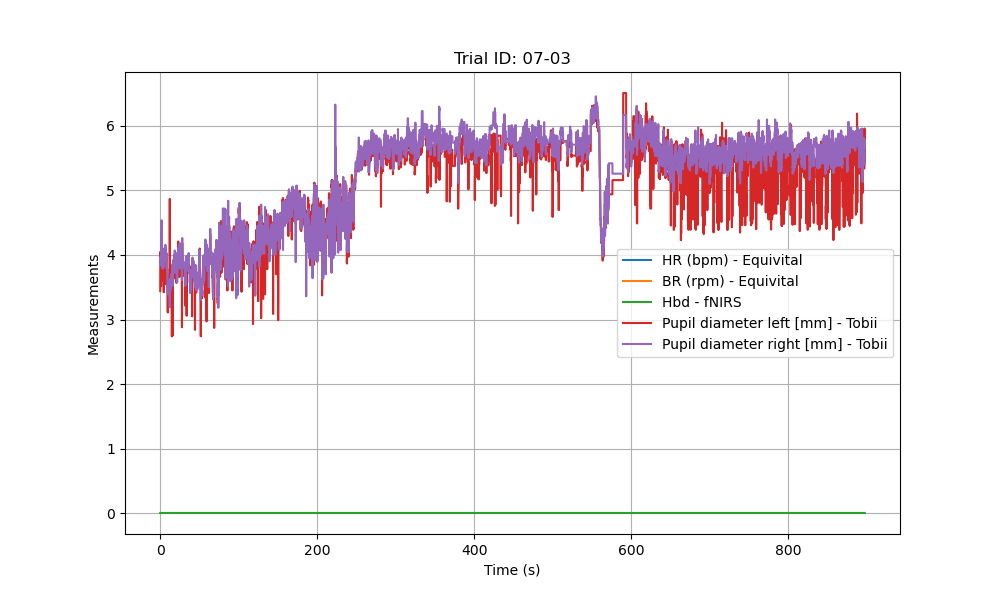 Trial ID: 07-03
Measurements
6
5
4
3
2
1
0
HR (bpm) - Equivital
BR (rpm) - Equivital
Hbd - fNIRS
Pupil diameter left [mm] - Tobii
Pupil diameter right [mm] - Tobii
0 200 400 600 800
Time (s)